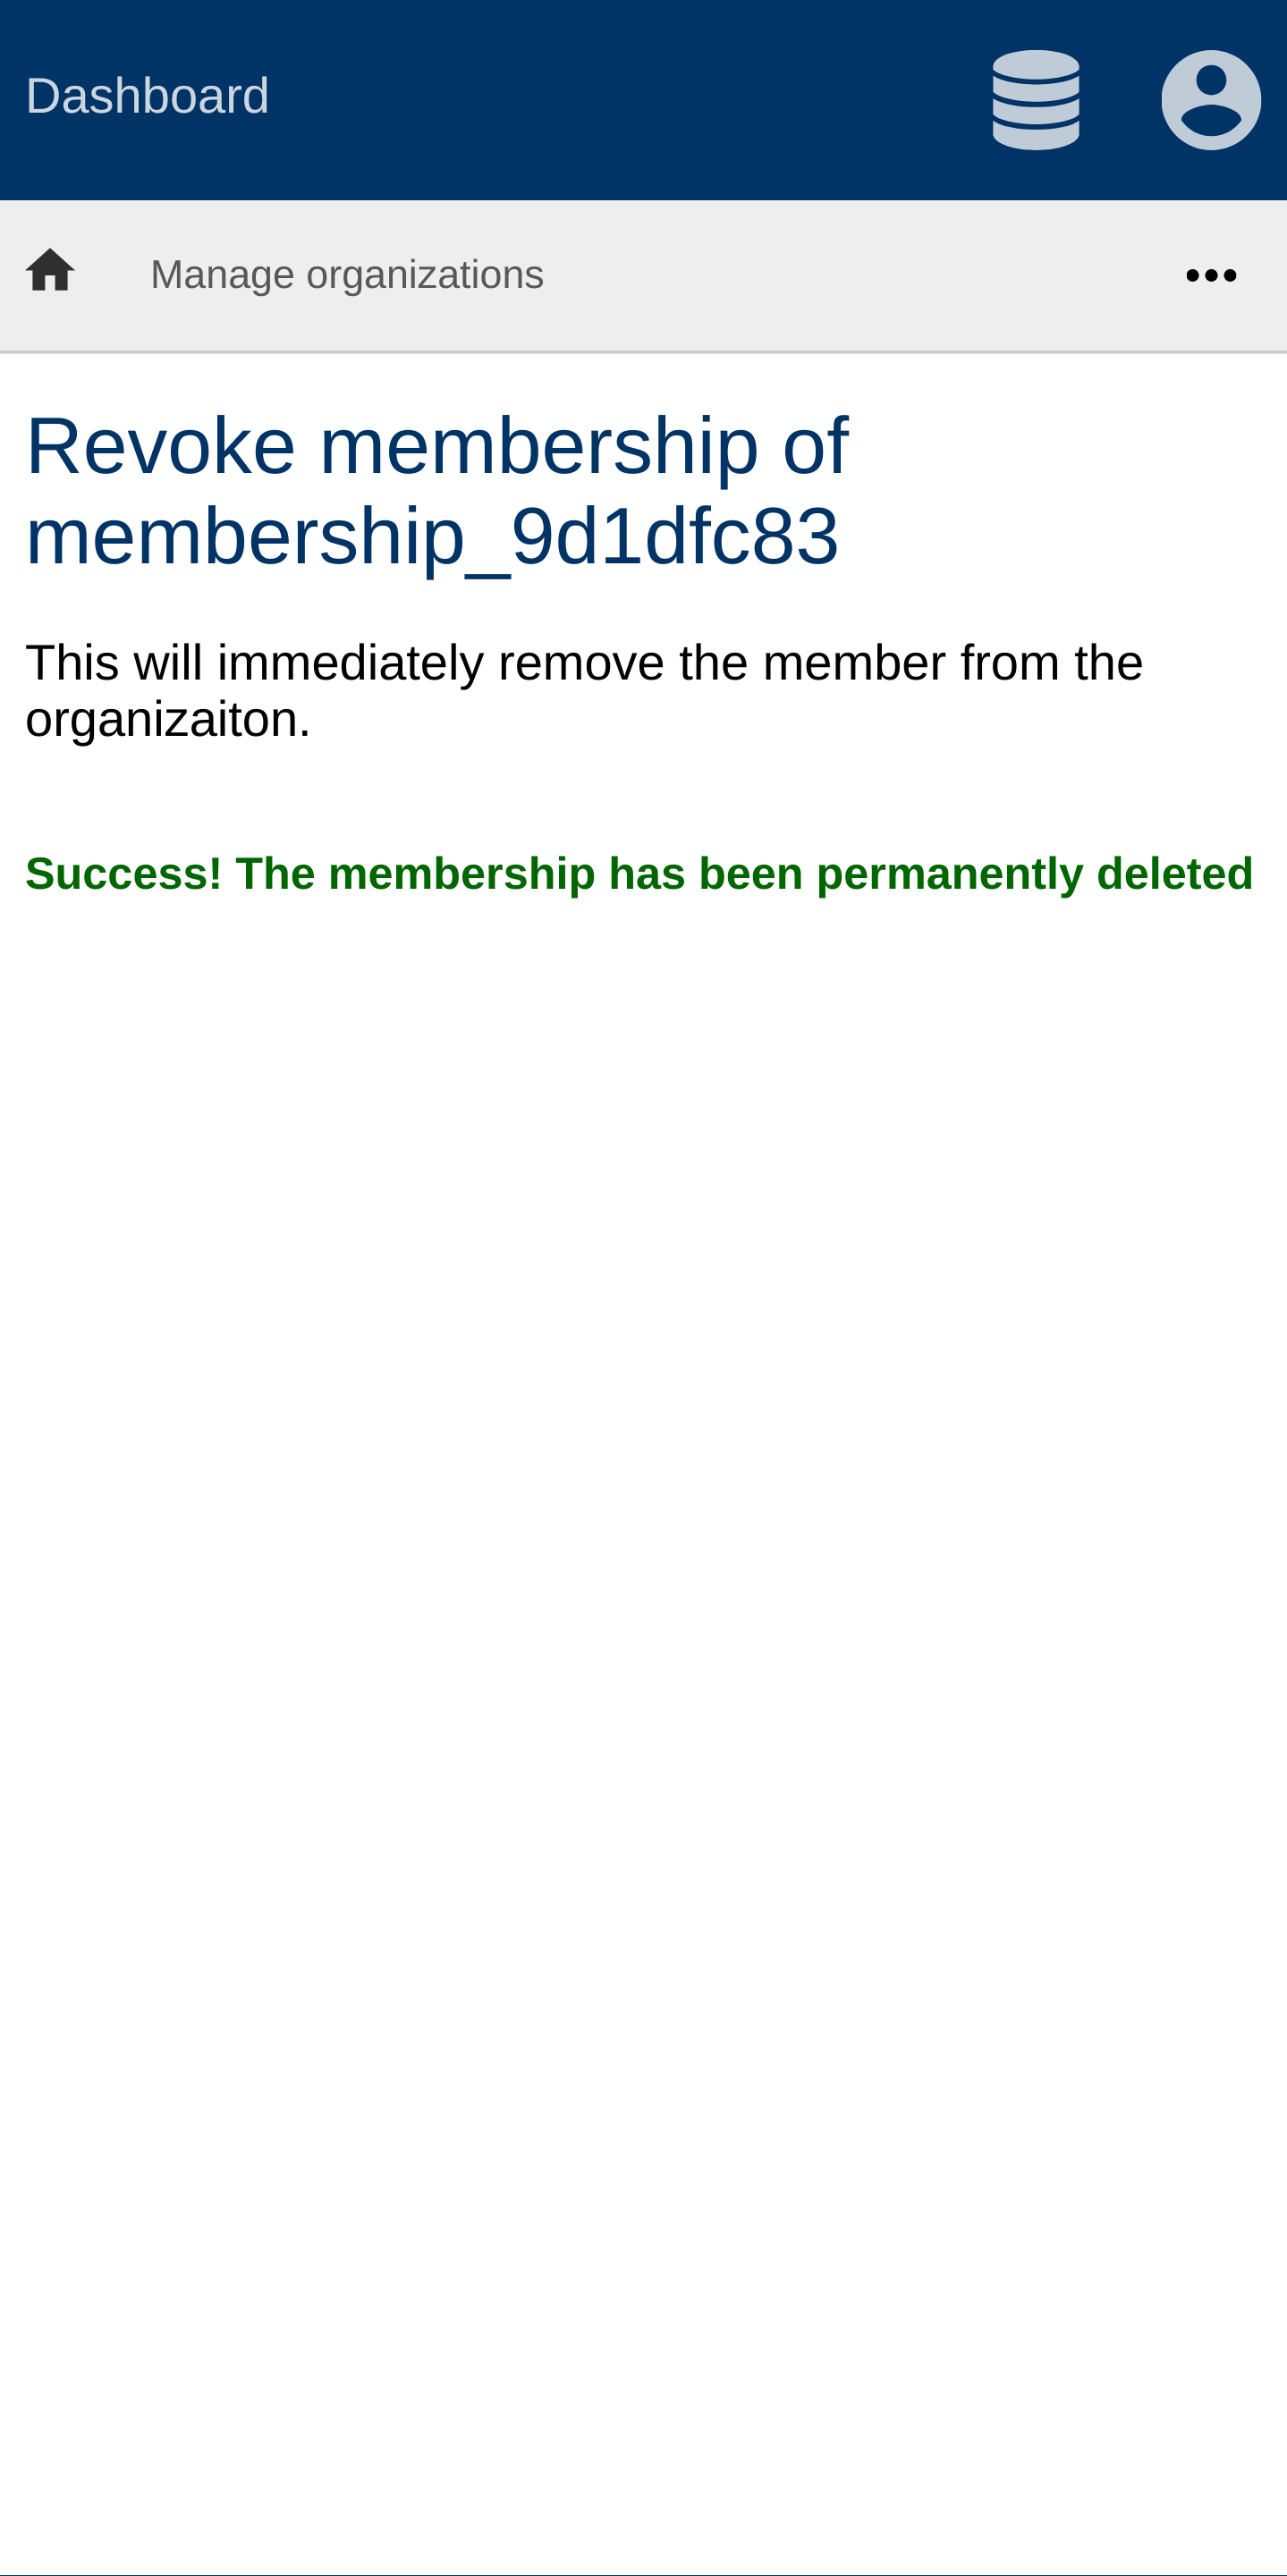 Dashboard
Manage organizations
Revoke membership of
membership_9d1dfc83
This will immediately remove the member from the
organizaiton.
Success! The membership has been permanently deleted